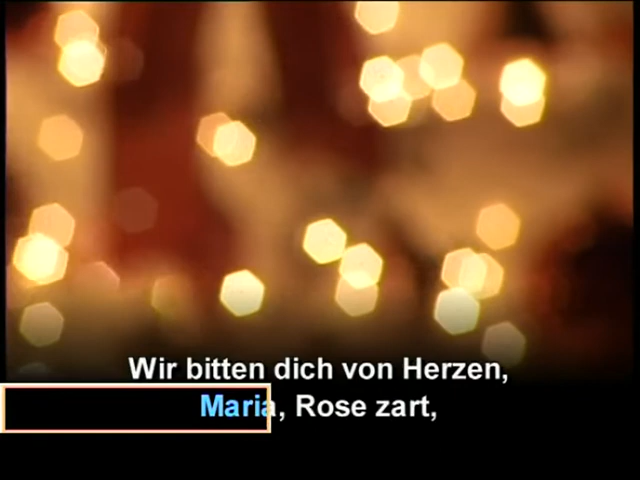 Wir bitten dich von Herzen,
Maria, Rose zart,